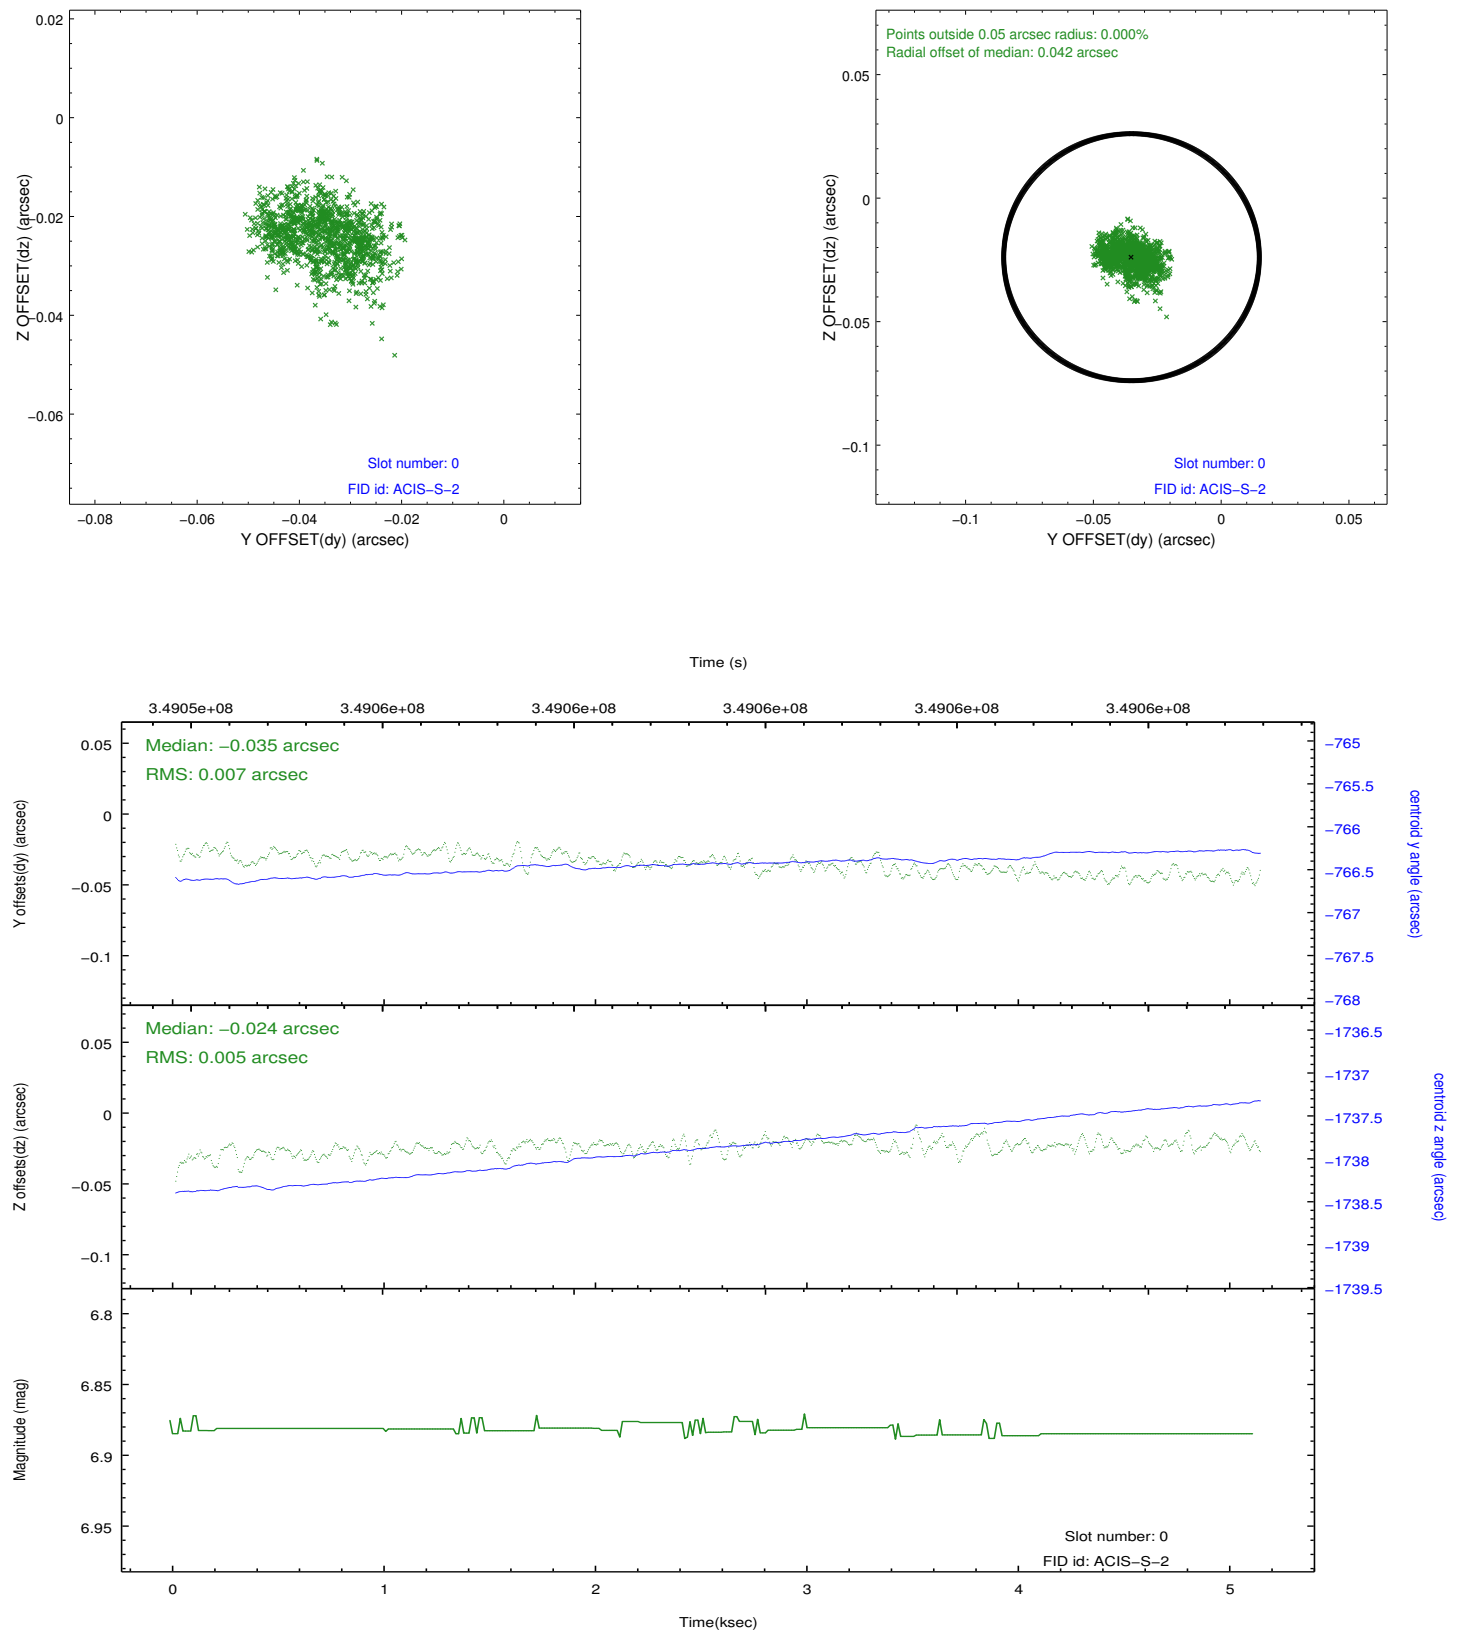 0.02
0
−0.02
−0.04
−0.06
Z OFFSET(dz) (arcsec)
Slot number: 0
FID id: ACIS−S−2
−0.08
−0.06
−0.04
−0.02
0
Y OFFSET(dy) (arcsec)
Points outside 0.05 arcsec radius: 0.000%
Radial offset of median: 0.042 arcsec
0.05
0
−0.05
−0.1
Z OFFSET(dz) (arcsec)
Slot number: 0
FID id: ACIS−S−2
−0.1
−0.05
0
0.05
Y OFFSET(dy) (arcsec)
Time (s)
3.4905e+08
3.4906e+08
3.4906e+08
3.4906e+08
3.4906e+08
3.4906e+08
Median: −0.035 arcsec
RMS: 0.007 arcsec
0.05
0
−0.05
−0.1
Y offsets(dy) (arcsec)
−765
−765.5
−766
−766.5
−767
−767.5
−768
centroid y angle (arcsec)
Median: −0.024 arcsec
RMS: 0.005 arcsec
0.05
0
−0.05
−0.1
Z offsets(dz) (arcsec)
−1736.5
−1737
−1737.5
−1738
−1738.5
−1739
−1739.5
centroid z angle (arcsec)
6.8
6.85
6.9
6.95
Magnitude (mag)
Slot number: 0
FID id: ACIS−S−2
0
1
2
3
4
5
Time(ksec)